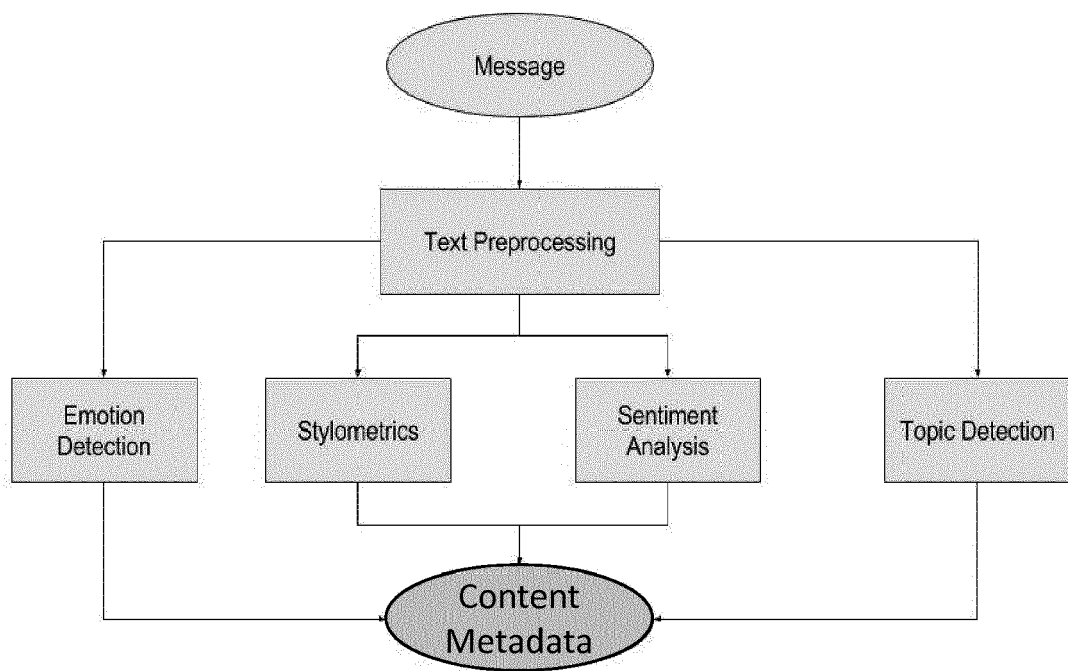 Message
Text Preprocessing
Emotion
Detection
Stylometrics
Sentiment
Analysis
Topic Detection
Content
Metadata